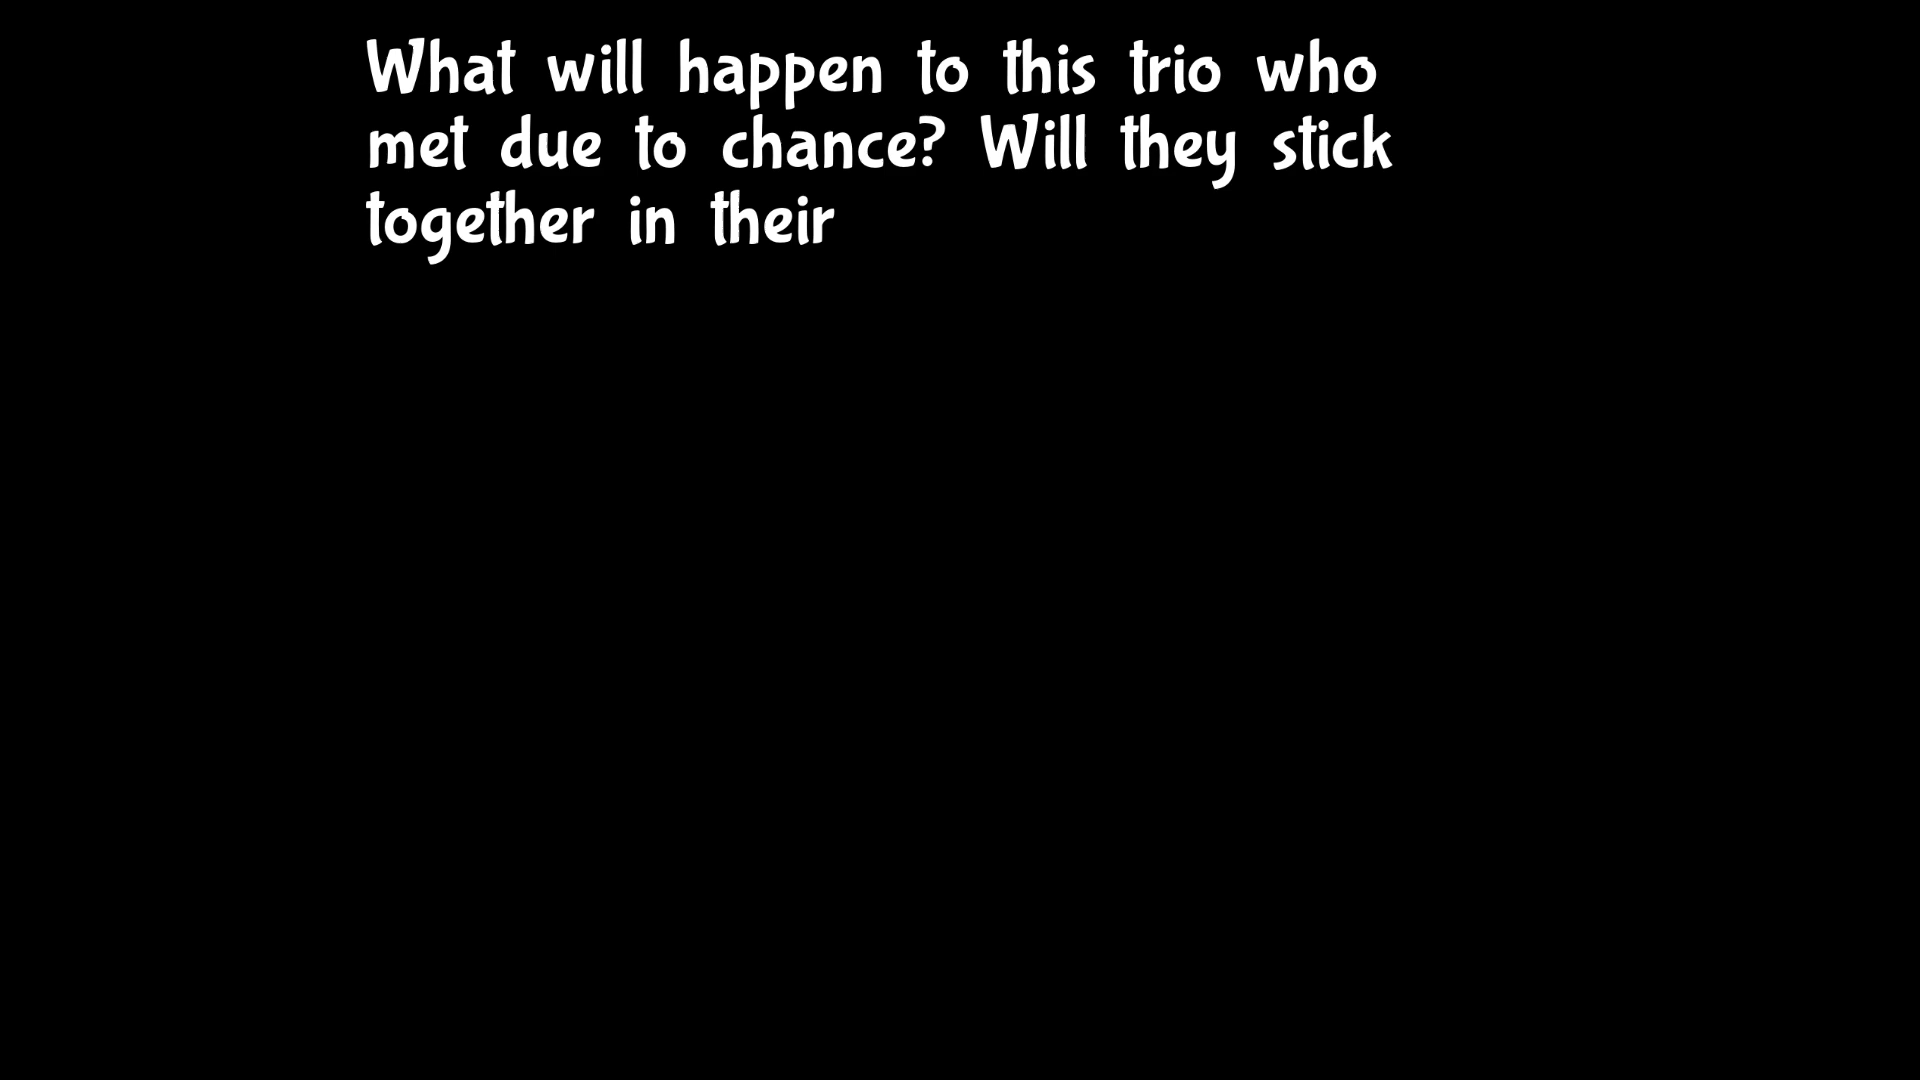 What will happen to this trio who
met due to chance? Will they stick
together in their